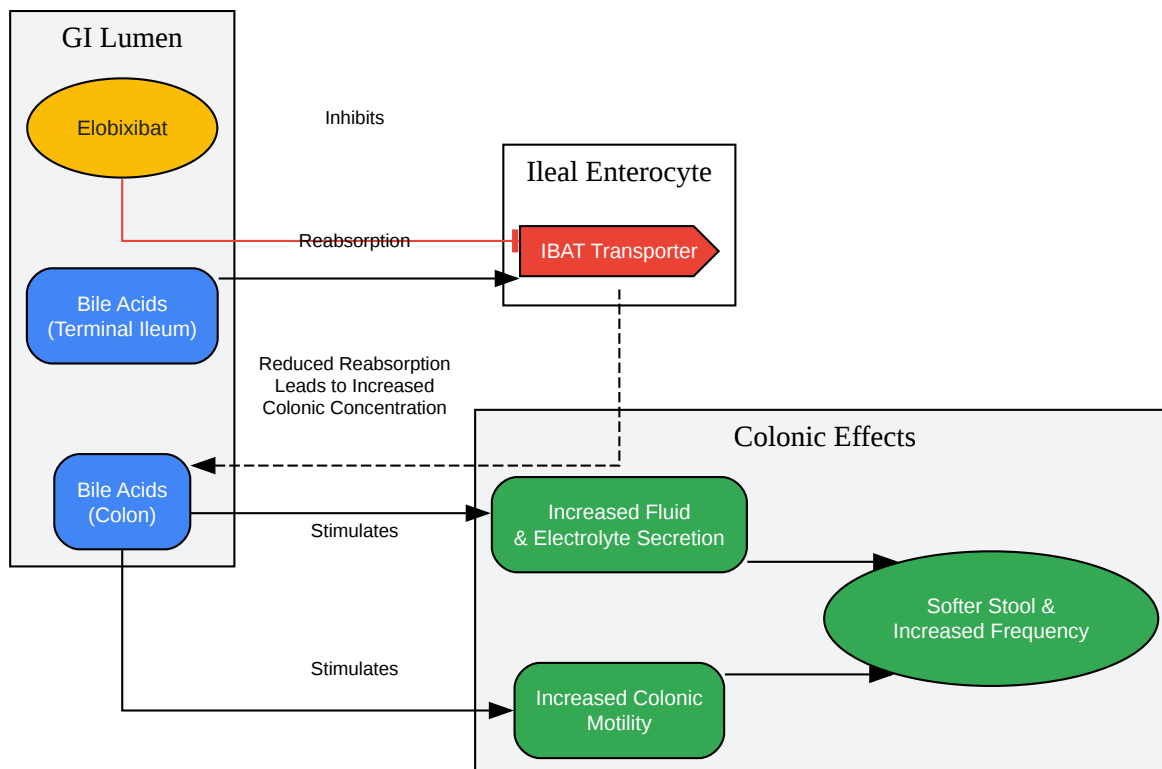 GI Lumen
Elobixibat
Inhibits
Ileal Enterocyte
Reabsorption
IBAT Transporter
Bile Acids
(Terminal Ileum)
Reduced Reabsorption
Leads to Increased
Colonic Concentration
Colonic Effects
Bile Acids
(Colon)
Stimulates
Increased Fluid
& Electrolyte Secretion
Softer Stool &
Increased Frequency
Stimulates
Increased Colonic
Motility